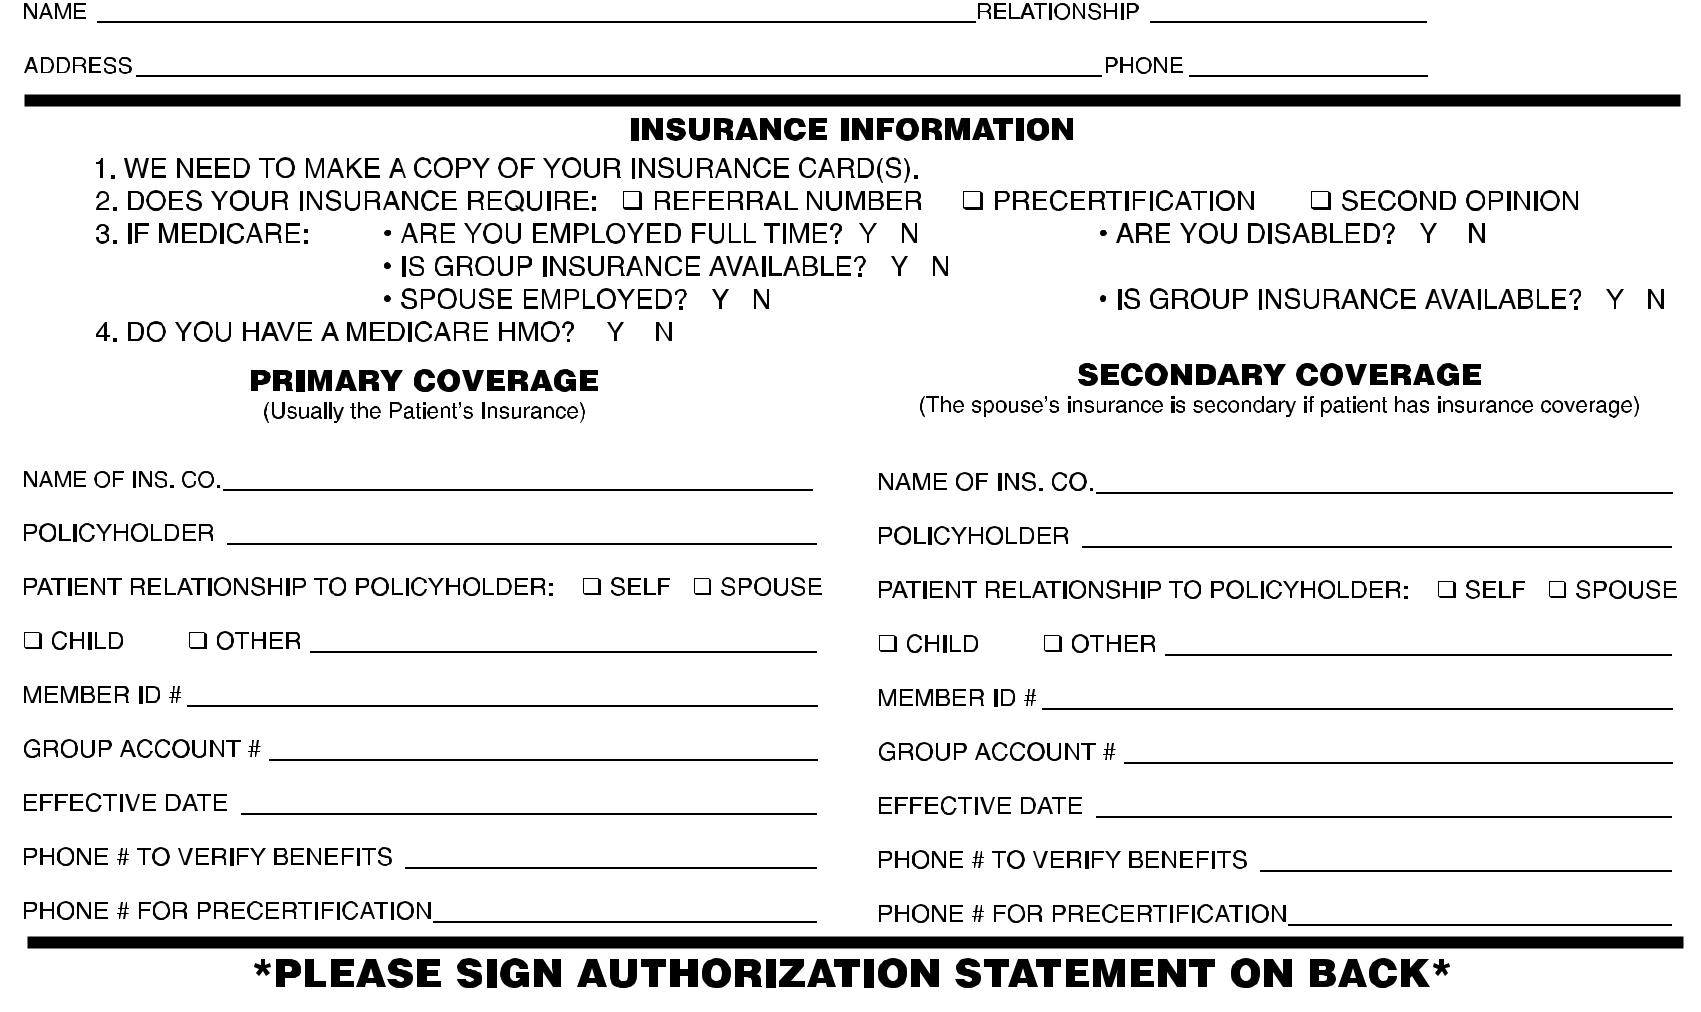 NAME RELATIONSHIP
ADDRESS PHONE
INSURANCE INFORMATION
1. WE NEED TO MAKE A COPY OF YOUR INSURANCE CARD(S).
2. DOES YOUR INSURANCE REQUIRE: ❏ REFERRAL NUMBER ❏ PRECERTIFICATION ❏ SECOND OPINION
3. IF MEDICARE: • ARE YOU EMPLOYED FULL TIME? Y N • ARE YOU DISABLED? Y N
• IS GROUP INSURANCE AVAILABLE? Y N
• SPOUSE EMPLOYED? Y N • IS GROUP INSURANCE AVAILABLE? Y N
4. DO YOU HAVE A MEDICARE HMO? Y N
PRIMARY COVERAGE
(Usually the Patient's Insurance)
NAME OF INS. CO.
POLICYHOLDER
PATIENT RELATIONSHIP TO POLICYHOLDER: ❏ SELF ❏ SPOUSE
❏ CHILD ❏ OTHER
MEMBER ID #
GROUP ACCOUNT #
EFFECTIVE DATE
PHONE # TO VERIFY BENEFITS
PHONE # FOR PRECERTIFICATION
SECONDARY COVERAGE
(The spouse's insurance is secondary if patient has insurance coverage)
NAME OF INS. CO.
POLICYHOLDER
PATIENT RELATIONSHIP TO POLICYHOLDER: ❏ SELF ❏ SPOUSE
❏ CHILD ❏ OTHER
MEMBER ID #
GROUP ACCOUNT #
EFFECTIVE DATE
PHONE # TO VERIFY BENEFITS
PHONE # FOR PRECERTIFICATION
*PLEASE SIGN AUTHORIZATION STATEMENT ON BACK*